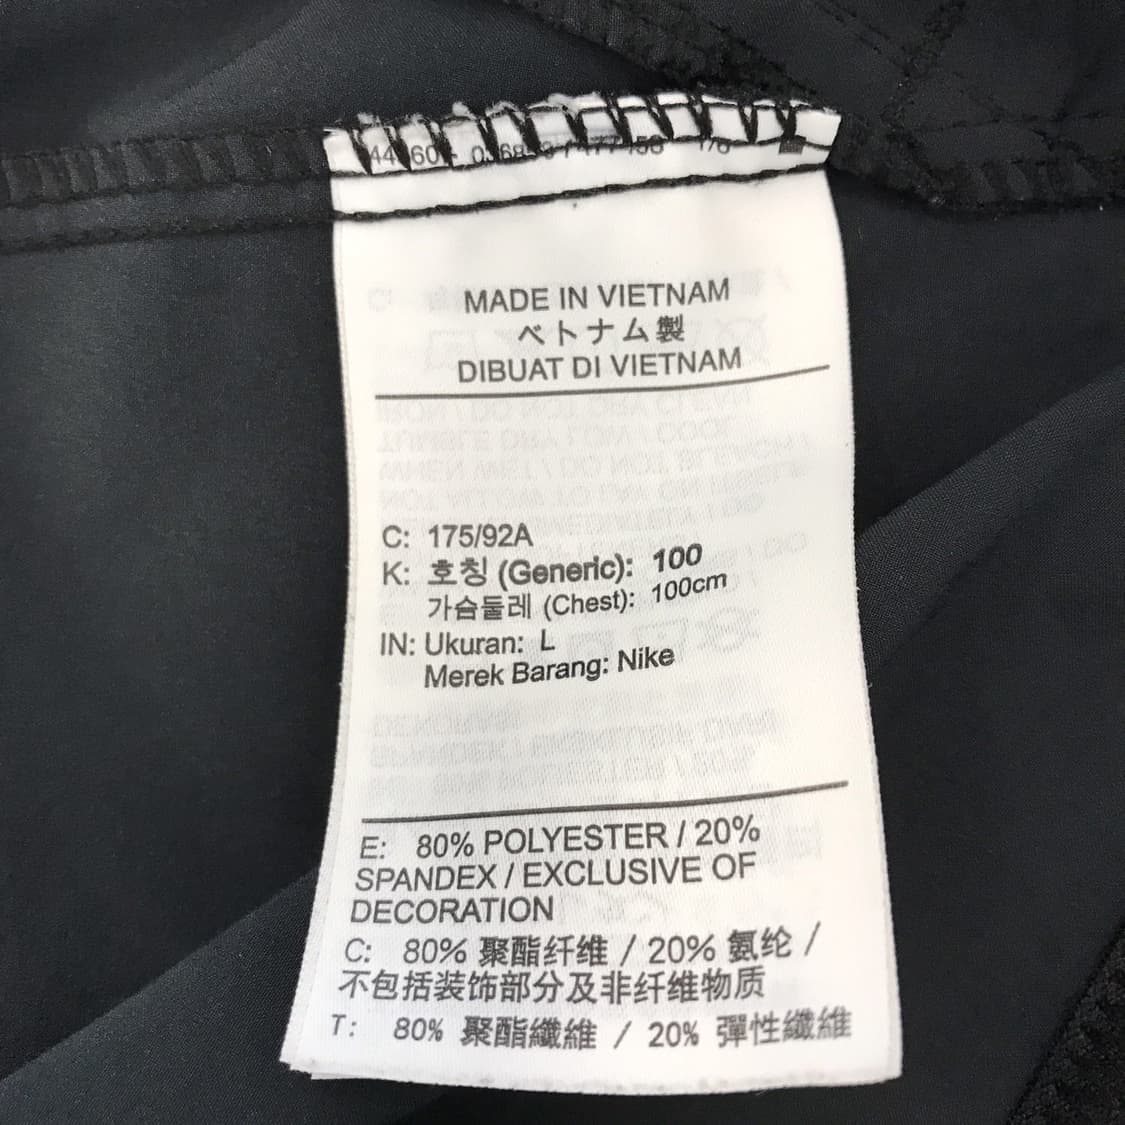 MADE IN VIETNAM
ベトナム製
DIBUAT DI VIETNAM
C: 175/92A
K: 호칭 (Generic): 100
가슴둘레 (Chest): 100cm
IN: Ukuran: L
Merek Barang: Nike
E: 80% POLYESTER / 20%
SPANDEX / EXCLUSIVE OF
DECORATION
C: 80% 聚酯纤维 / 20% 氨纶 /
不包括装饰部分及非纤维物质
T: 80% 聚酯纖維 / 20% 彈性纖維